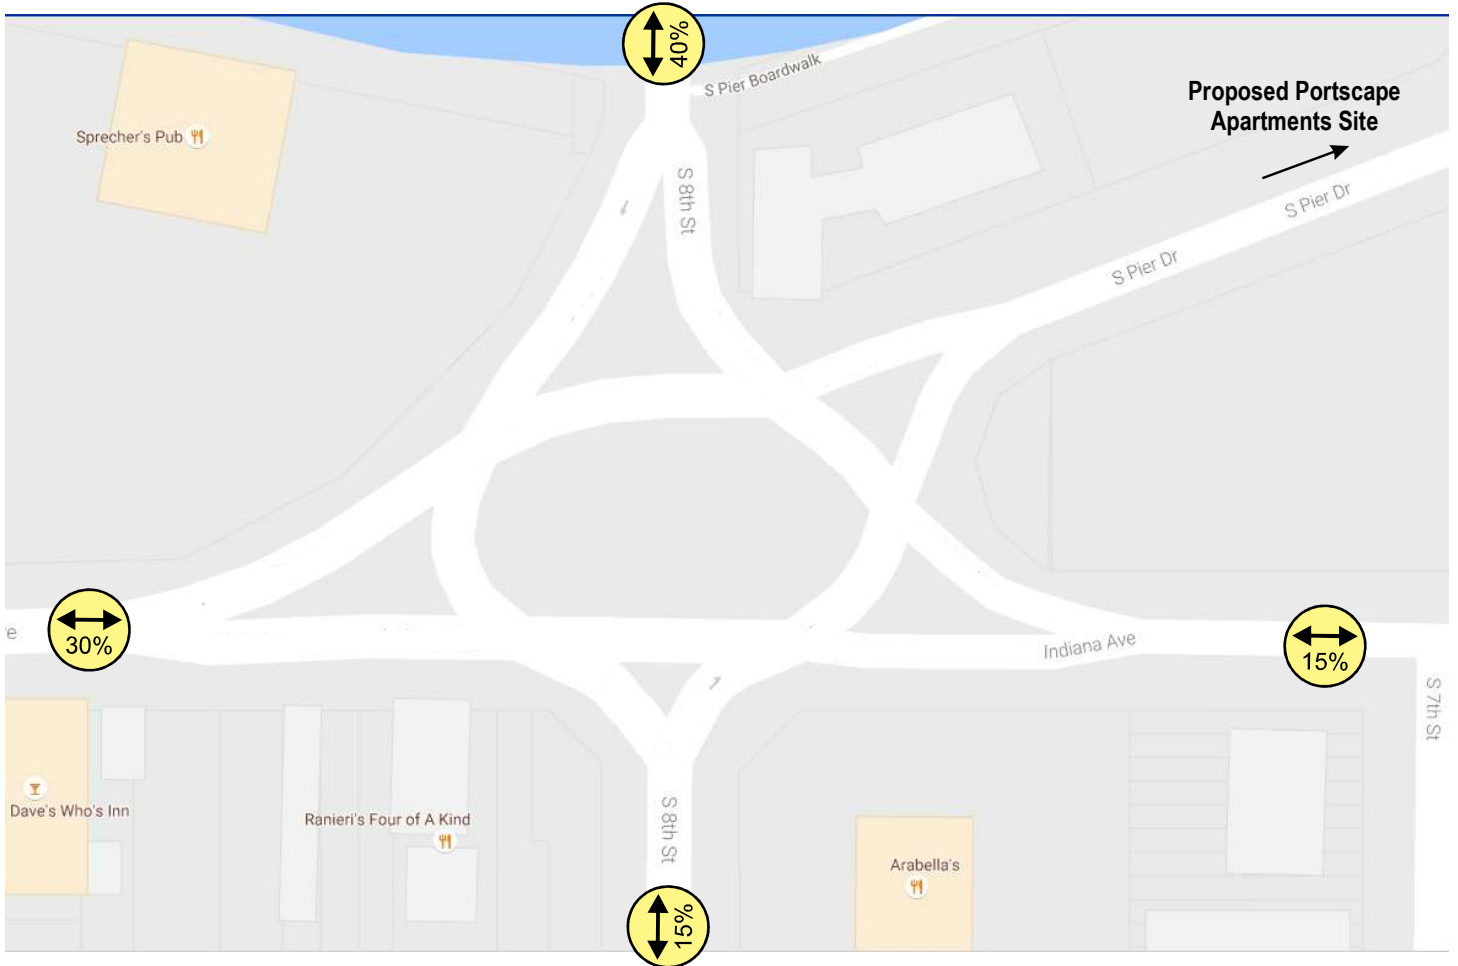 40%
S Pier Boardwalk
Proposed Portscape
Apartments Site
Sprecher's Pub
S 8th St
S Pier Dr
S Pier Dr
e
30%
Indiana Ave
15%
S 7th St
Dave's Who's Inn
Ranieri's Four of A Kind
S 8th St
Arabella's
15%